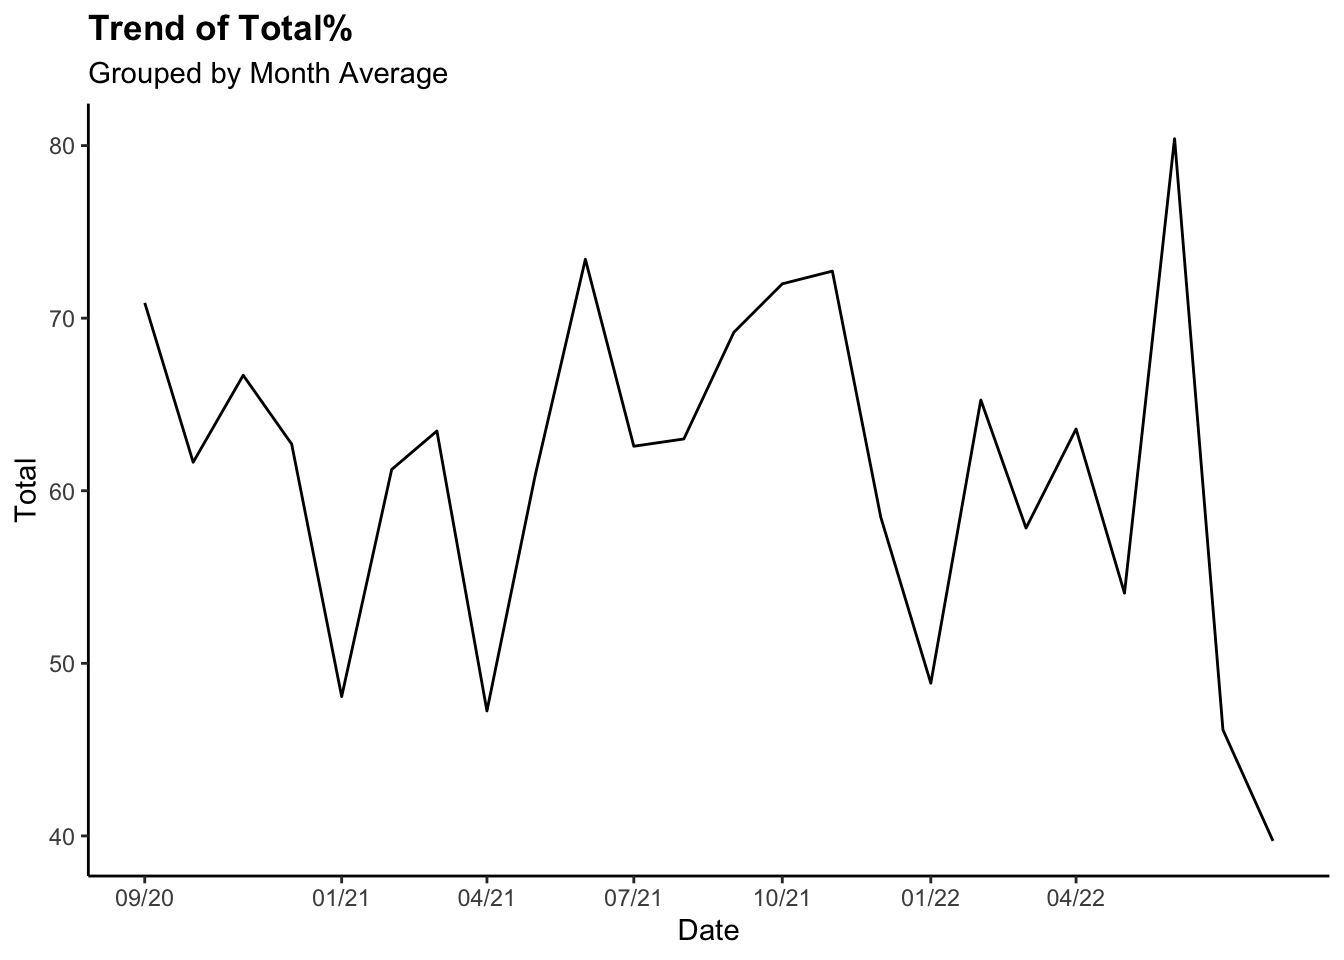 Trend of Total%
Grouped by Month Average
80
70
60
50
40
Total
09/20 01/21 04/21 07/21 10/21 01/22 04/22
Date